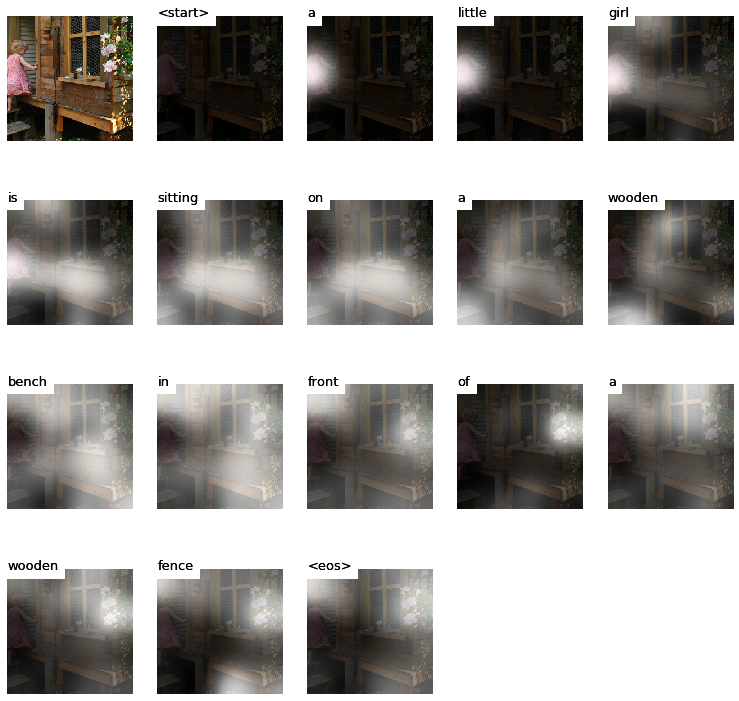 <start> a little girl
is sitting on a wooden
bench in front of a
wooden fence <eos>